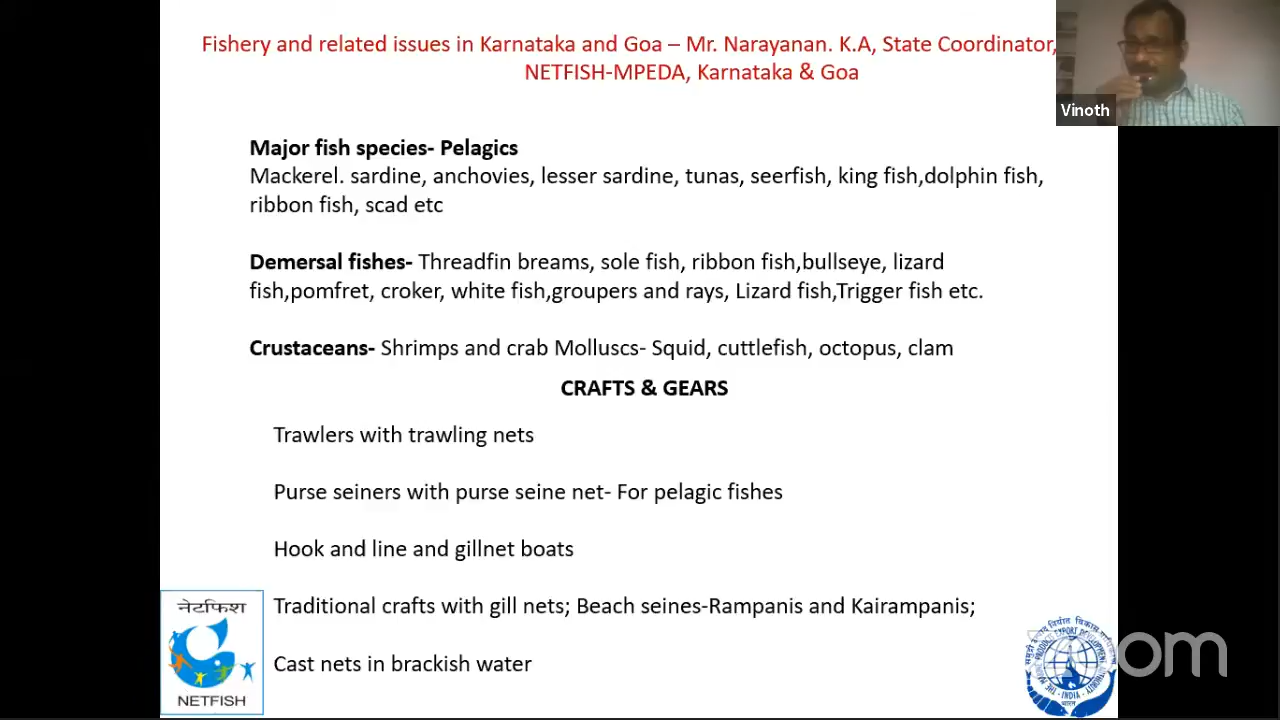 Fishery and related issues in Karnataka and Goa – Mr. Narayanan. K.A, State Coordinator,
NETFISH-MPEDA, Karnataka & Goa
Vinoth
Major fish species- Pelagics
Mackerel. sardine, anchovies, lesser sardine, tunas, seerfish, king fish,dolphin fish,
ribbon fish, scad etc
Demersal fishes- Threadfin breams, sole fish, ribbon fish,bullseye, lizard
fish,pomfret, croker, white fish,groupers and rays, Lizard fish,Trigger fish etc.
Crustaceans- Shrimps and crab Molluscs- Squid, cuttlefish, octopus, clam
CRAFTS & GEARS
Trawlers with trawling nets
Purse seiners with purse seine net- For pelagic fishes
Hook and line and gillnet boats
Traditional crafts with gill nets; Beach seines-Rampanis and Kairampanis;
Cast nets in brackish water
नेटफिश
NETFISH
INDIA
भारत
om